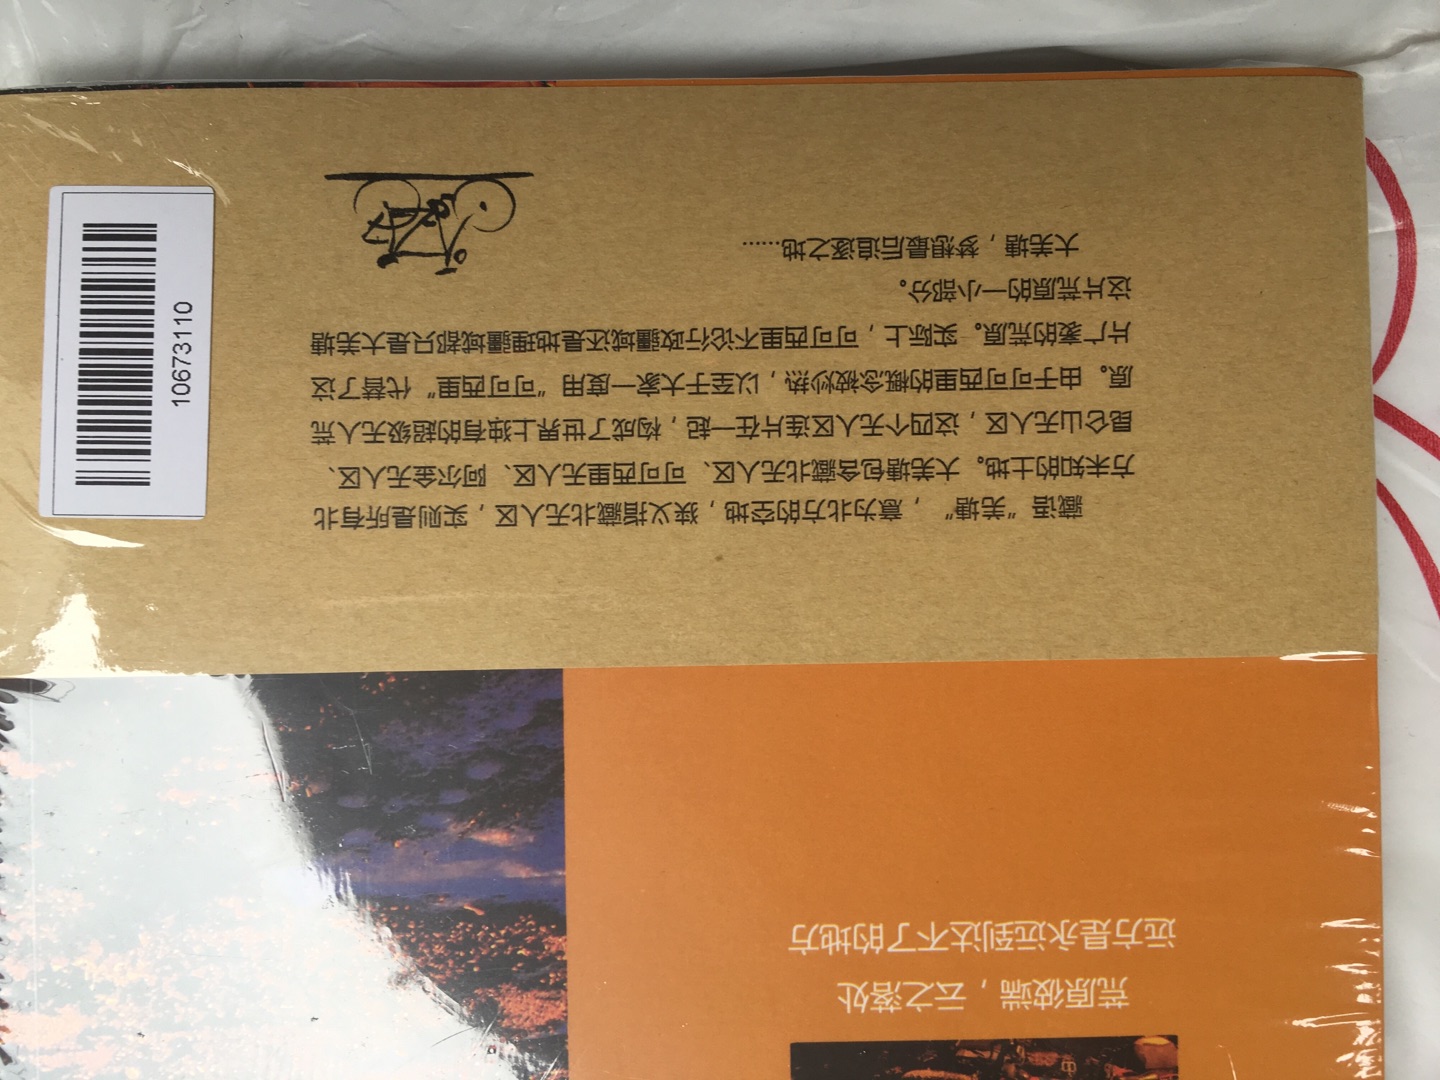 荒原彼端，云之落处
远方是永远到达不了的地方
藏语“羌塘”，意为北方的空地，狭义指藏北无人区，实则是所有北
方未知的土地。大羌塘包含藏北无人区、可可西里无人区、阿尔金无人区、
昆仑山无人区，这四个无人区连片在一起，构成了世界上独有的超级无人荒
原。由于可可西里的概念被炒热，以至于大家一度用“可可西里”代替了这
片广袤的荒原。实际上，可可西里不论行政疆域还是地理疆域都只是大羌塘
这片荒原的一小部分。
大羌塘，梦想最后追逐之地……
10673110